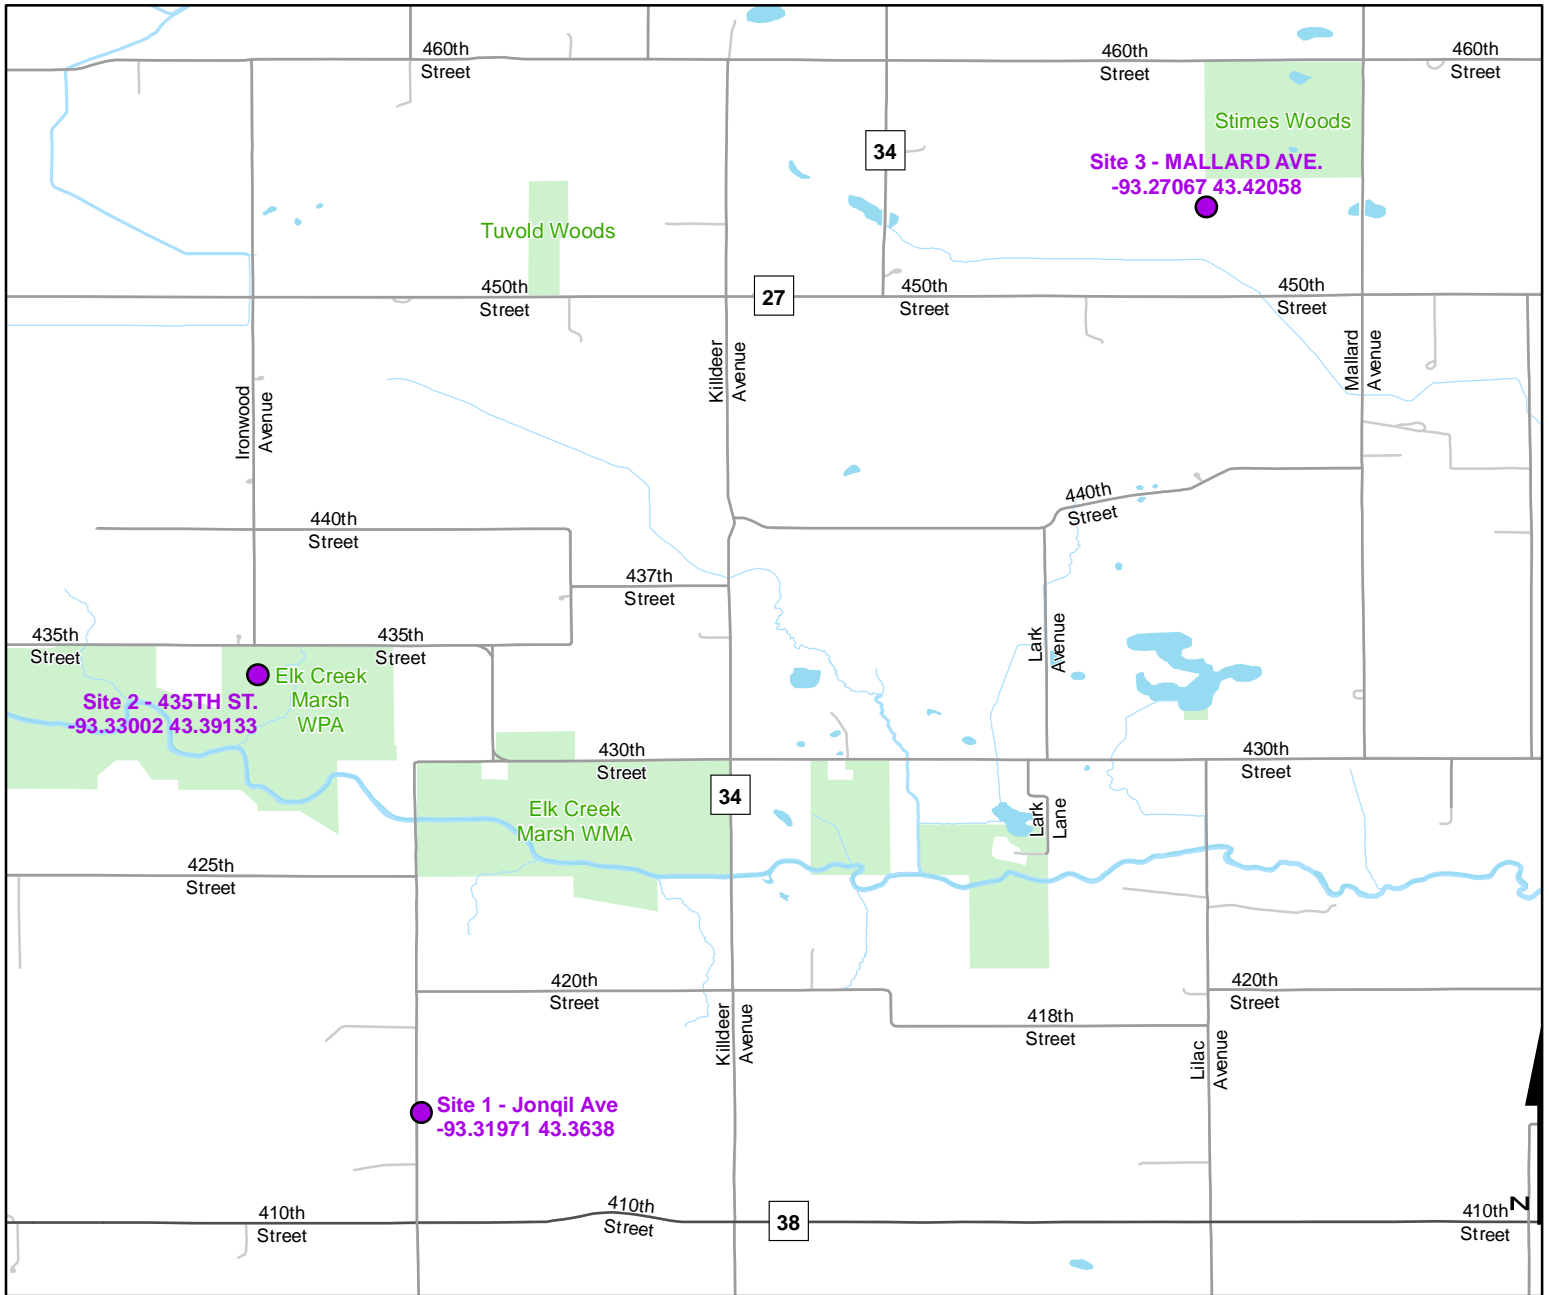 460th
Street
460th
Street
460th
Street
34
Stimes Woods
Site 3 - MALLARD AVE.
-93.27067 43.42058
Tuvold Woods
450th
Street
27
450th
Street
450th
Street
Ironwood
Avenue
Killdeer
Avenue
Mallard
Avenue
440th
Street
440th
Street
437th
Street
435th
Street
435th
Street
Lark
Avenue
Elk Creek
Marsh
WPA
Site 2 - 435TH ST.
-93.33002 43.39133
430th
Street
430th
Street
34
Elk Creek
Marsh WMA
Lark
Lane
425th
Street
420th
Street
420th
Street
418th
Street
Killdeer
Avenue
Lilac
Avenue
Site 1 - Jonqil Ave
-93.31971 43.3638
410th
Street
410th
Street
38
410th
Street
N